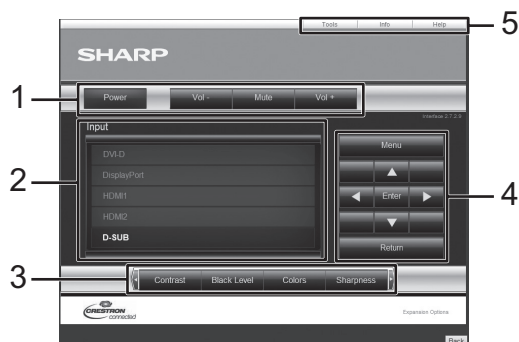 Tools Info Help
5
SHARP
1
Power Vol - Mute Vol +
Interface 2.7.2.8
Input
Menu
DVI-D
DisplayPort
2
Enter
4
HDMI1
HDMI2
D-SUB
Return
3
Contrast Black Level Colors Sharpness
CRESTRON
connected
Expansion Options
Back